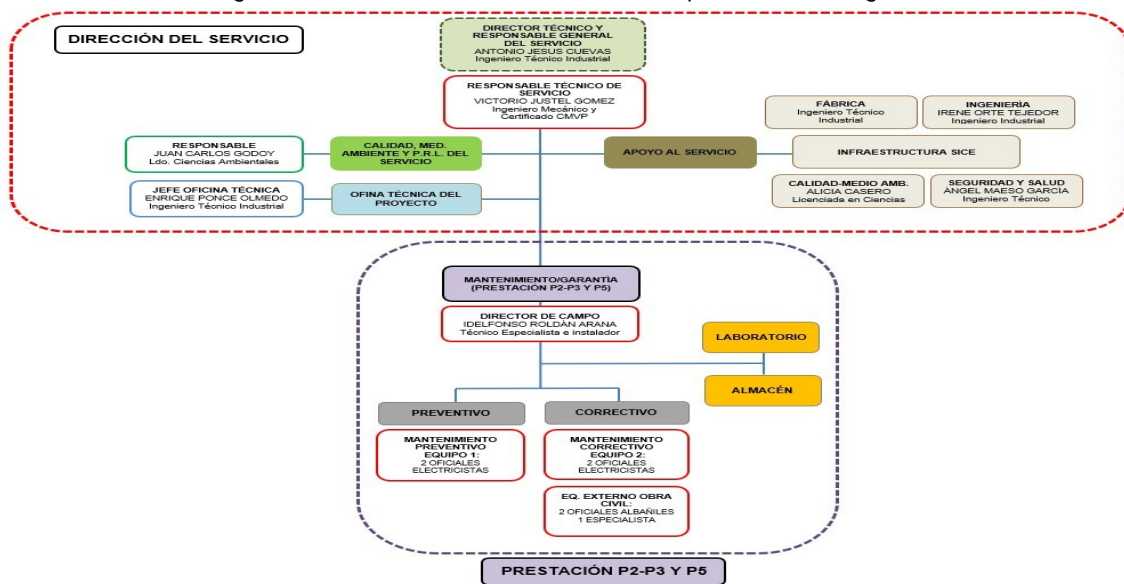 DIRECCIÓN DEL SERVICIO
DIRECTOR TÉCNICO Y
RESPONSABLE GENERAL
DEL SERVICIO
ANTONIO JESUS CUEVAS
Ingeniero Técnico Industrial
RESPONSABLE TÉCNICO DE
SERVICIO
VICTORIO JUSTEL GOMEZ
Ingeniero Mecánico y
Certificado CMVP
RESPONSABLE
JUAN CARLOS GODOY
Ldo. Ciencias Ambientales
CALIDAD, MED.
AMBIENTE Y P.R.L. DEL
SERVICIO
JEFE OFICINA TÉCNICA
ENRIQUE PONCE OLMEDO
Ingeniero Técnico Industrial
OFINA TÉCNICA DEL
PROYECTO
APOYO AL SERVICIO
FÁBRICA
Ingeniero Técnico
Industrial
INGENIERÌA
IRENE ORTE TEJEDOR
Ingeniero Industrial
INFRAESTRUCTURA SICE
CALIDAD-MEDIO AMB.
ALICIA CASERO
Licenciada en Ciencias
SEGURIDAD Y SALUD
ÀNGEL MAESO GARCÍA
Ingeniero Técnico
MANTENIMIENTO/GARANTÌA
(PRESTACIÓN P2-P3 Y P5)
DIRECTOR DE CAMPO
IDELFONSO ROLDÀN ARANA
Técnico Especialista e instalador
LABORATORIO
ALMACÉN
PREVENTIVO
MANTENIMIENTO
PREVENTIVO
EQUIPO 1:
2 OFICIALES
ELECTRICISTAS
CORRECTIVO
MANTENIMIENTO
CORRECTIVO
EQUIPO 2:
2 OFICIALES
ELECTRICISTAS
EQ. EXTERNO OBRA
CIVIL:
2 OFICIALES ALBAÑILES
1 ESPECIALISTA
PRESTACIÓN P2-P3 Y P5